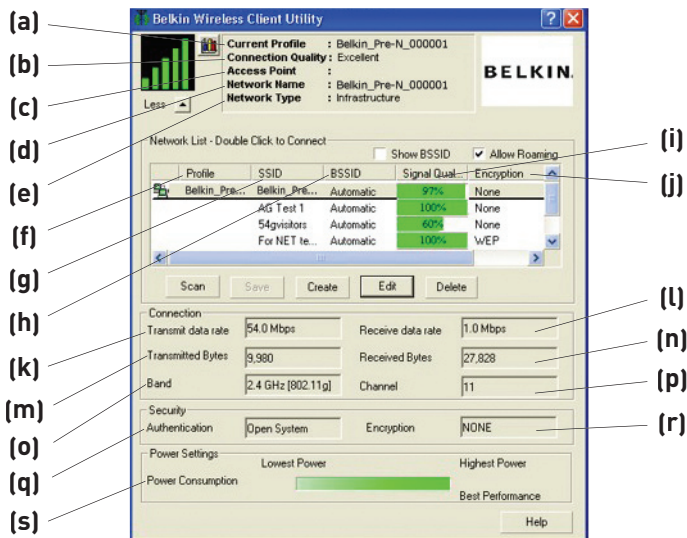 Belkin Wireless Client Utility
(a)
Current Profile : Belkin_Pre-N_000001
(b)
Connection Quality : Excellent
(c)
Access Point :
(d)
Network Name : Belkin_Pre-N_000001
(e)
Network Type : Infrastructure
BELKIN.
Less
Network List - Double Click to Connect
Show BSSID
Allow Roaming
(f) (g) (h) (i) (j)
Profile SSID BSSID Signal Qual... Encryption
Belkin_Pre... Belkin_Pre... Automatic 97% None
AG Test 1 Automatic 100% None
54gvisitors Automatic 60% None
For NET te... Automatic 100% WEP
Scan Save Create Edit Delete
Connection
(k) Transmit data rate 54.0 Mbps Receive data rate 1.0 Mbps (l)
(m) Transmitted Bytes 9,980 Received Bytes 27,828 (n)
(o) Band 2.4 GHz [802.11g] Channel 11 (p)
Security
(q) Authentication Open System Encryption NONE (r)
Power Settings
Lowest Power Highest Power
(s) Power Consumption
Best Performance
Help